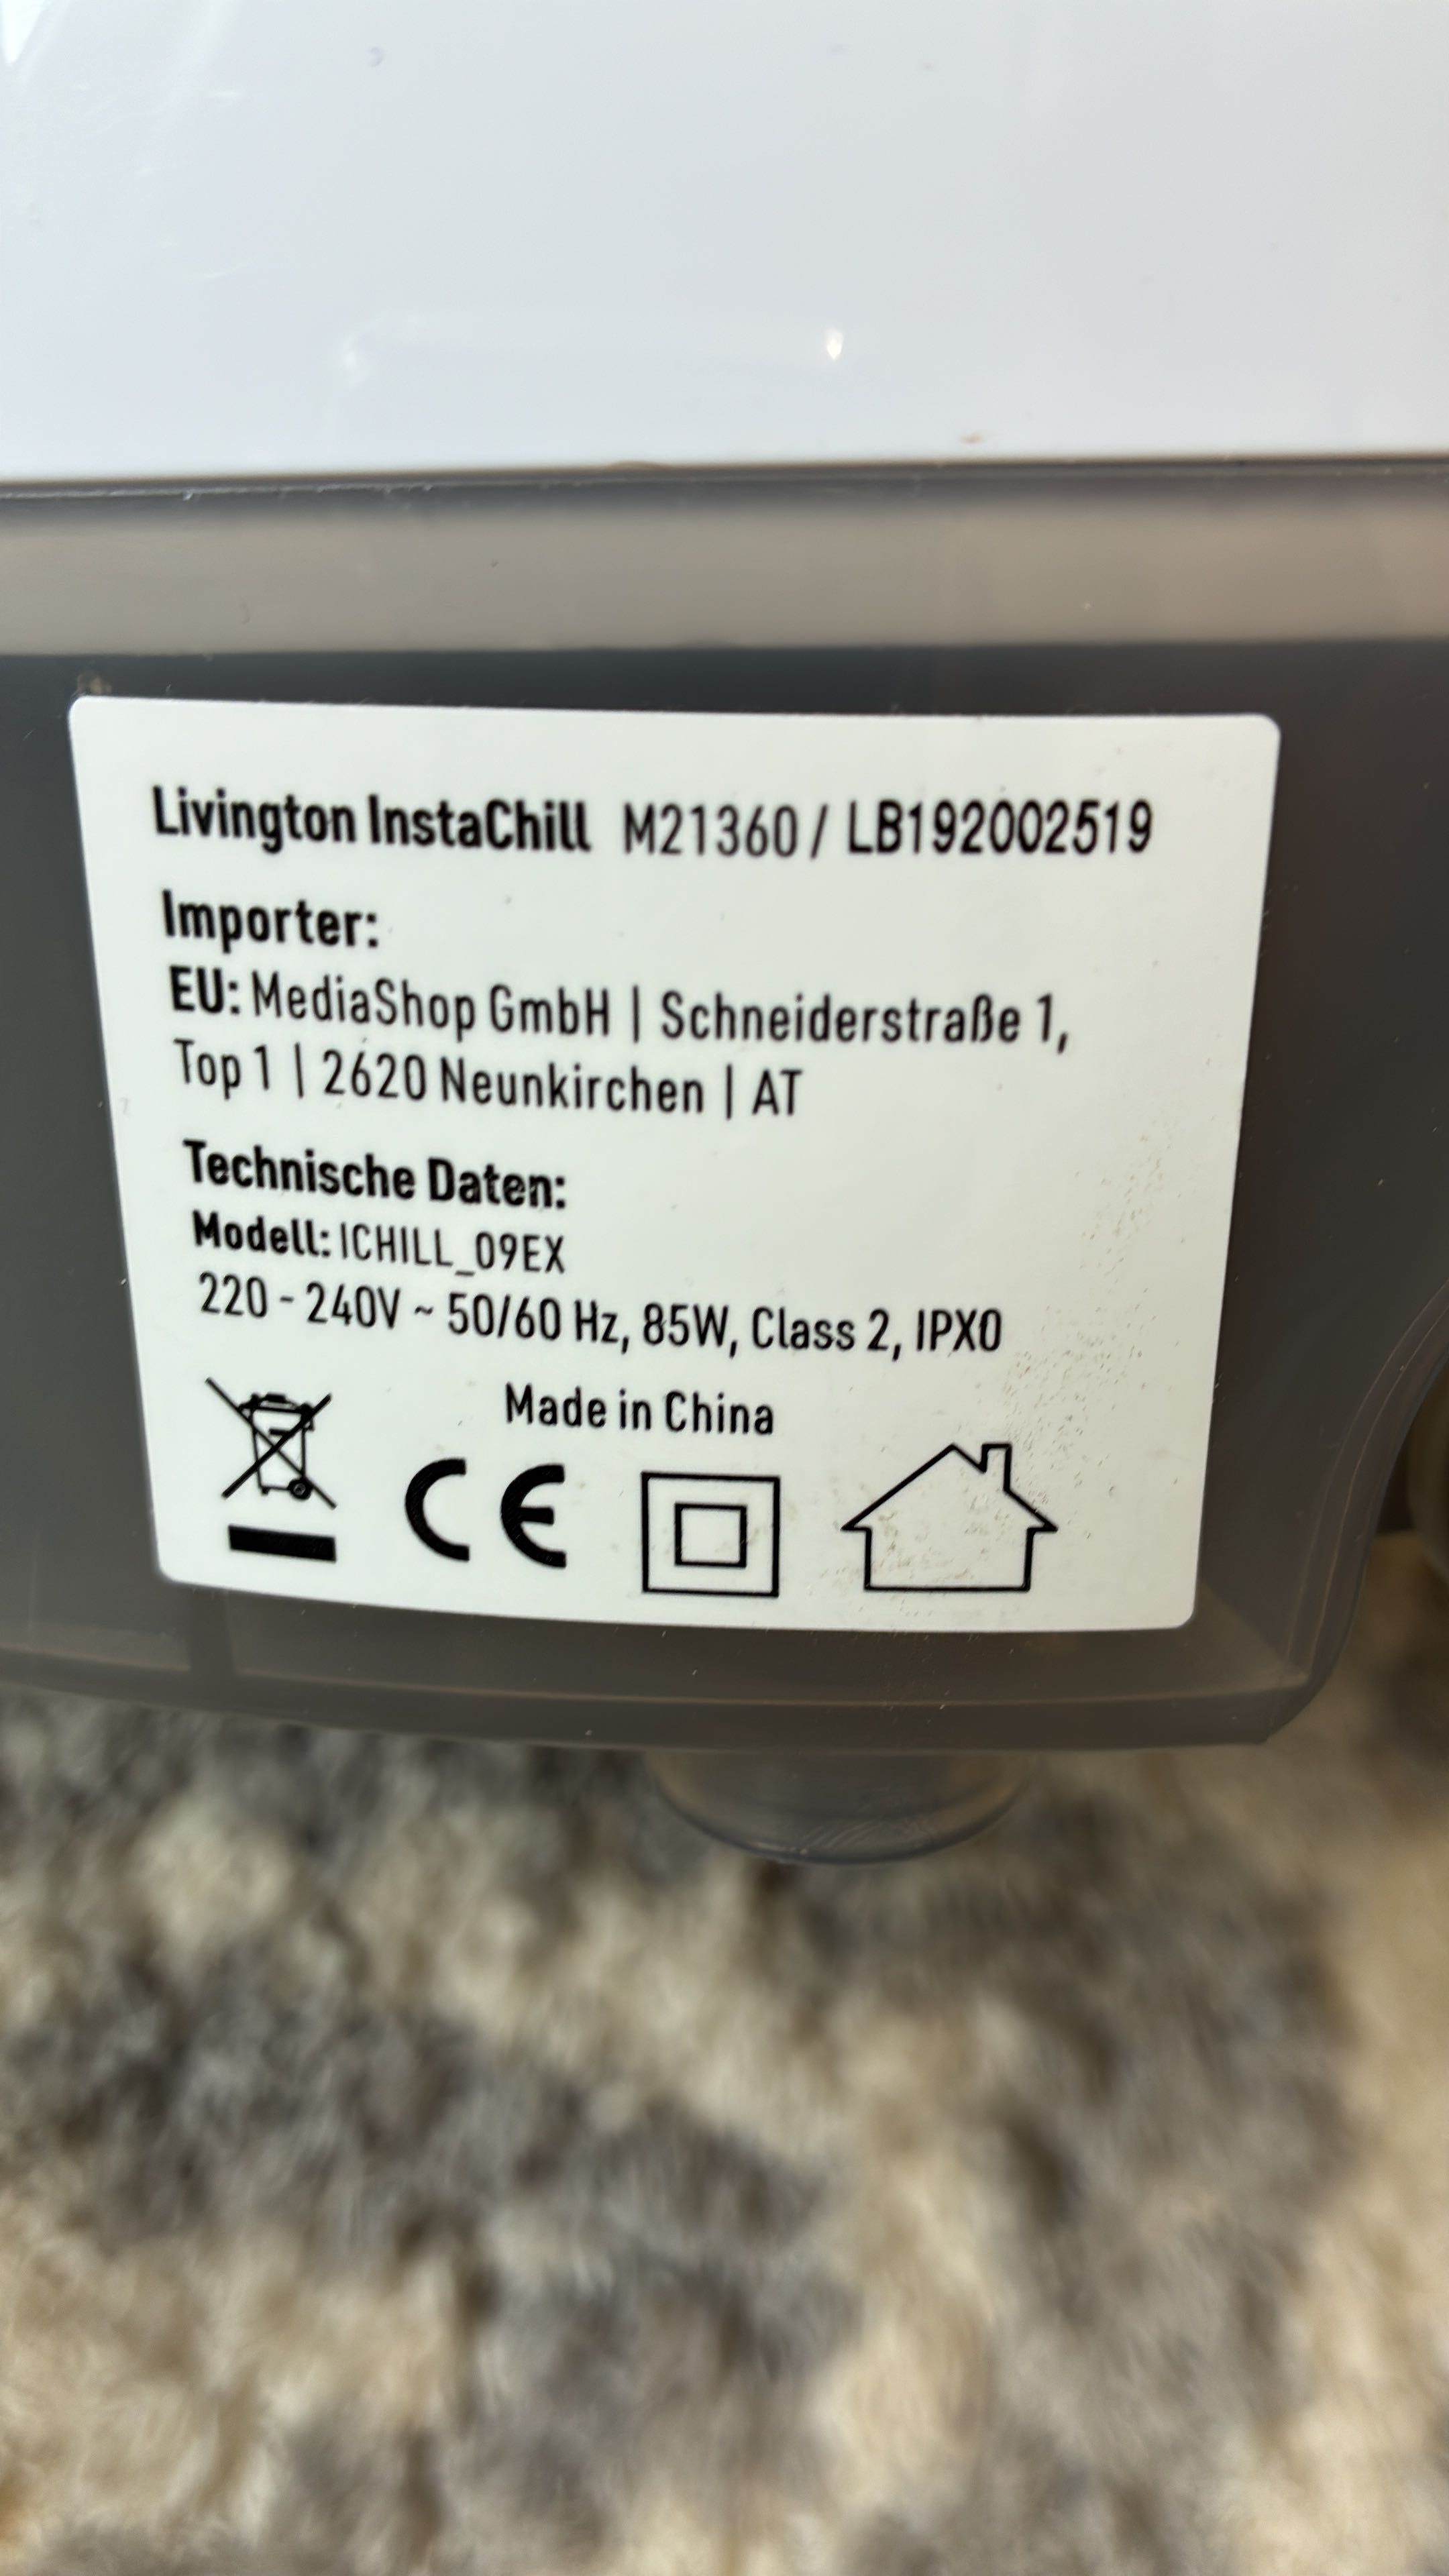 Livington InstaChill M21360 / LB192002519
Importer:
EU: MediaShop GmbH | Schneiderstraße 1,
Top 1 | 2620 Neunkirchen | AT
Technische Daten:
Modell: ICHILL_09EX
220 - 240V ~ 50/60 Hz, 85W, Class 2, IPX0
Made in China
CE